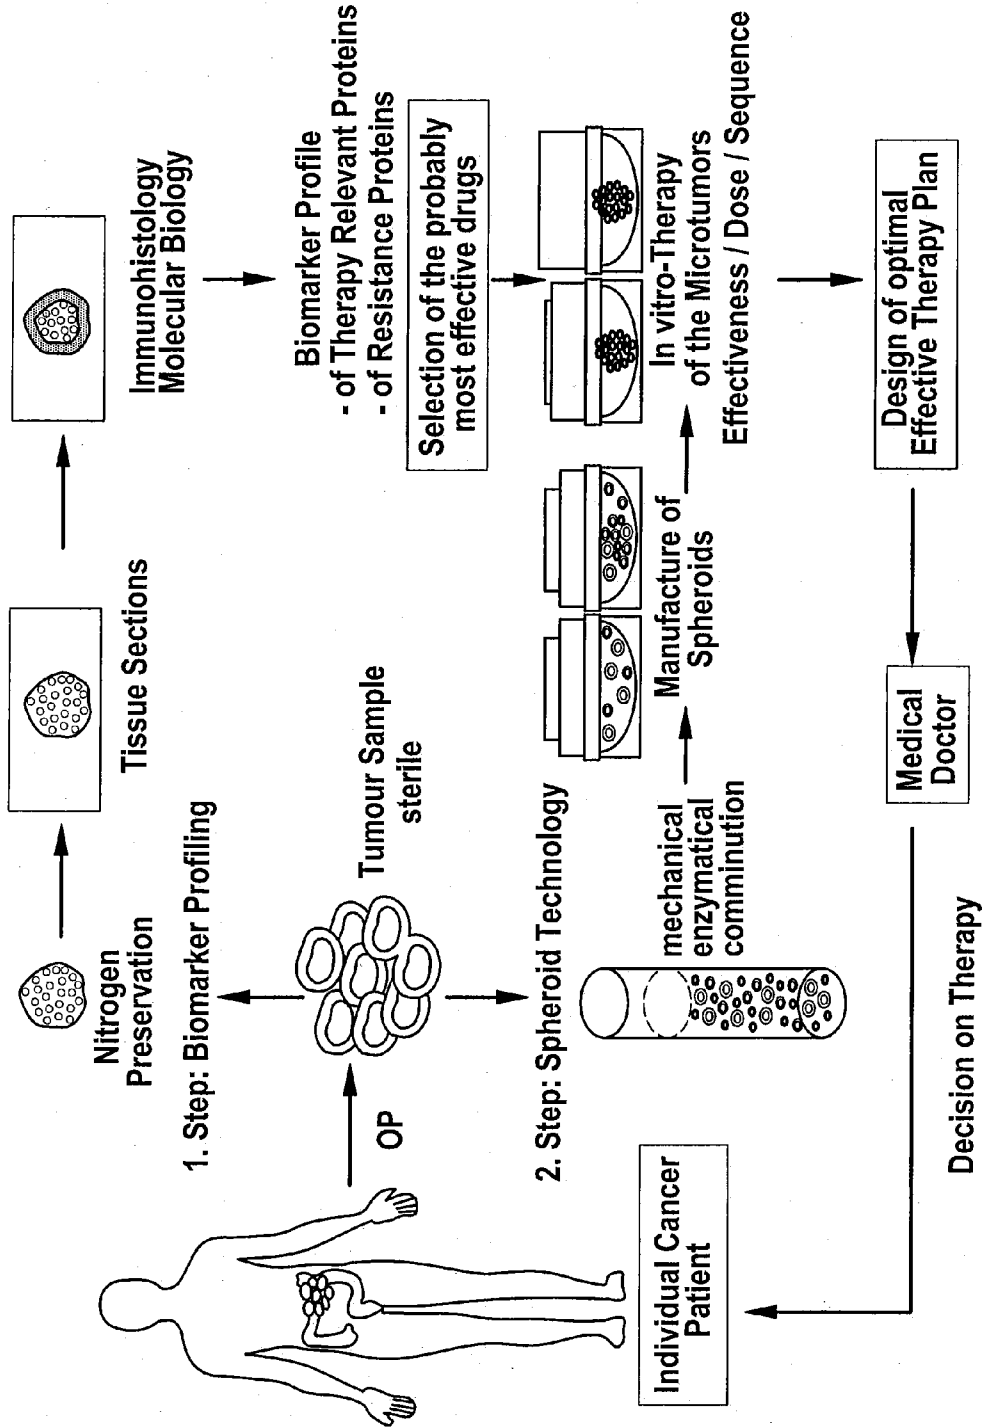 Nitrogen
Preservation
Tissue Sections
Immunohistology
Molecular Biology
1. Step: Biomarker Profiling
OP
Tumour Sample
sterile
Biomarker Profile
- of Therapy Relevant Proteins
- of Resistance Proteins
Selection of the probably
most effective drugs
2. Step: Spheroid Technology
mechanical
enzymatical
comminution
Manufacture of
Spheroids
In vitro-Therapy
of the Microtumors
Effectiveness / Dose / Sequence
Individual Cancer
Patient
Medical
Doctor
Design of optimal
Effective Therapy Plan
Decision on Therapy